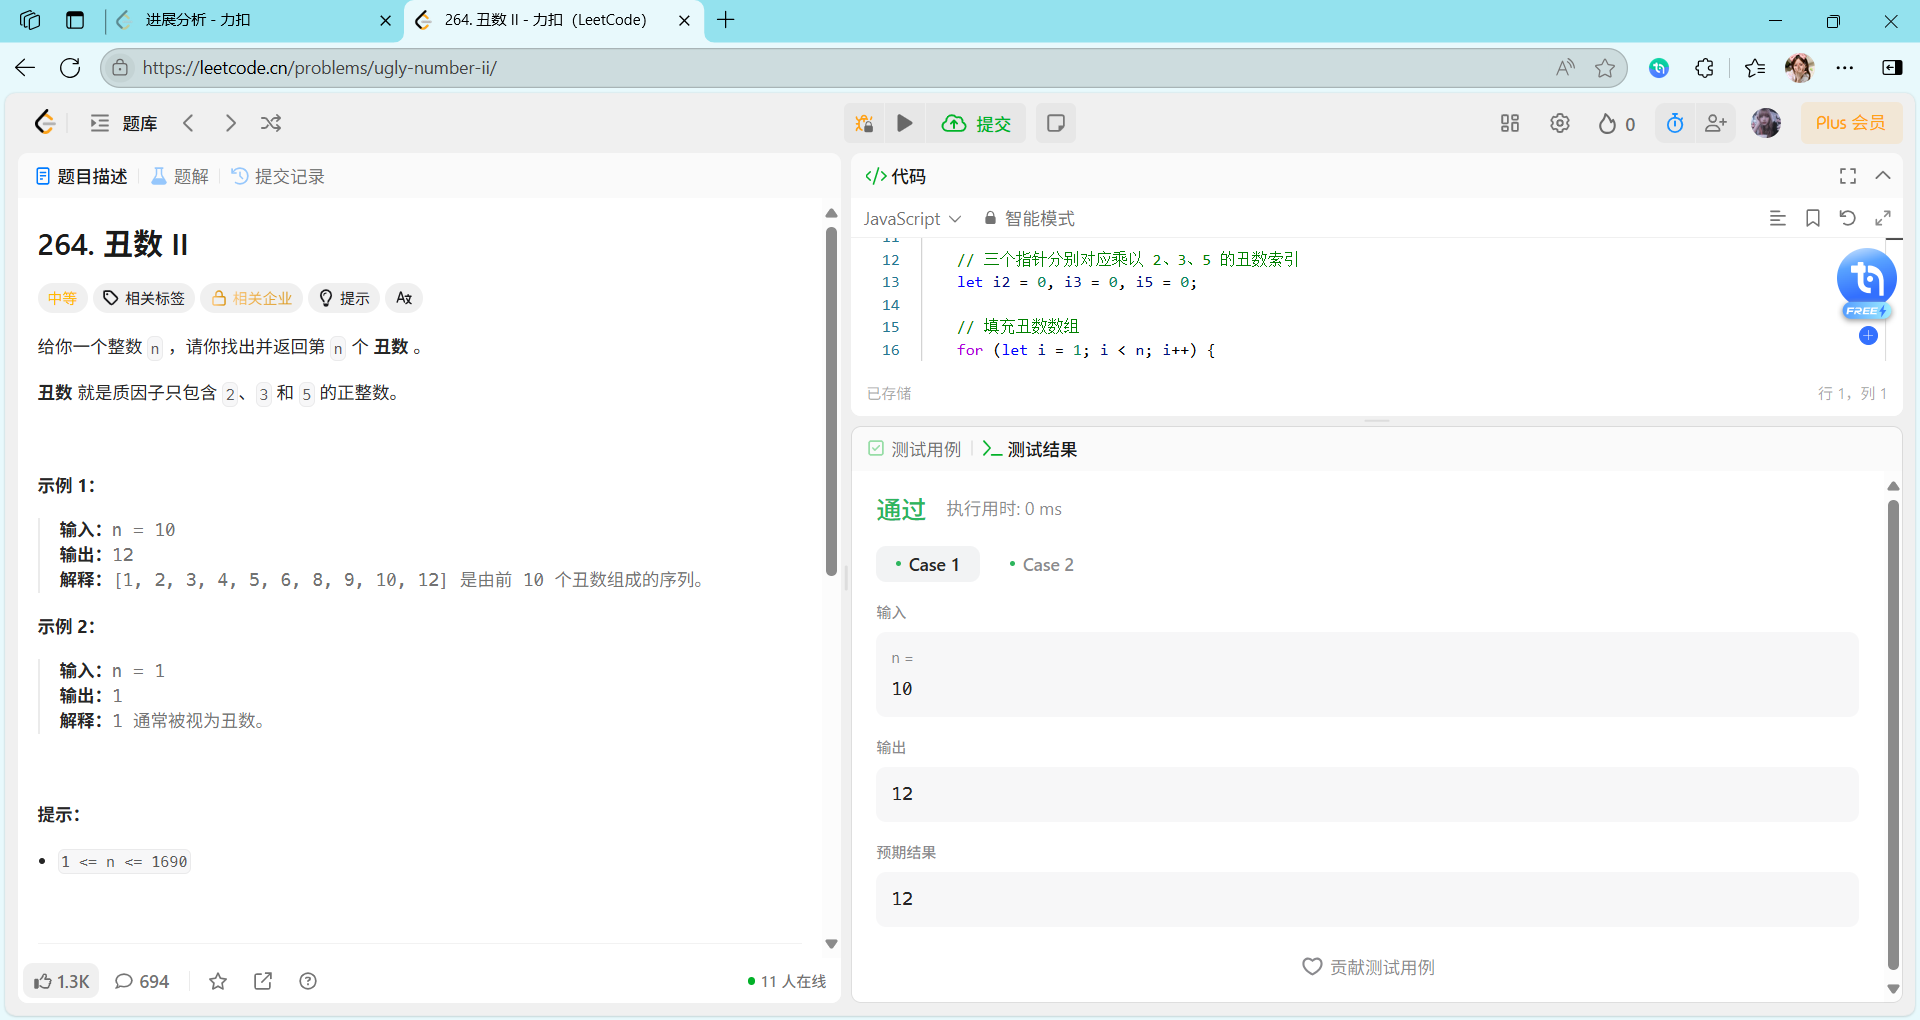 进展分析 - 力扣
264. 丑数 II - 力扣 (LeetCode)
https://leetcode.cn/problems/ugly-number-ii/
题库
提交
0
Plus 会员
题目描述
题解
提交记录
264. 丑数 II
中等
相关标签
相关企业
提示
给你一个整数 n ，请你找出并返回第 n 个 丑数 。
丑数 就是质因子只包含 2、3 和 5 的正整数。
示例 1：
输入：n = 10
输出：12
解释：[1, 2, 3, 4, 5, 6, 8, 9, 10, 12] 是由前 10 个丑数组成的序列。
示例 2：
输入：n = 1
输出：1
解释：1 通常被视为丑数。
提示：
1 <= n <= 1690
1.3K
694
11 人在线
</> 代码
JavaScript
智能模式
11
12 // 三个指针分别对应乘以 2、3、5 的丑数索引
13 let i2 = 0, i3 = 0, i5 = 0;
14
15 // 填充丑数数组
16 for (let i = 1; i < n; i++) {
FREE
已存储
行 1，列 1
测试用例
测试结果
通过
执行用时: 0 ms
Case 1
Case 2
输入
n =
10
输出
12
预期结果
12
贡献测试用例